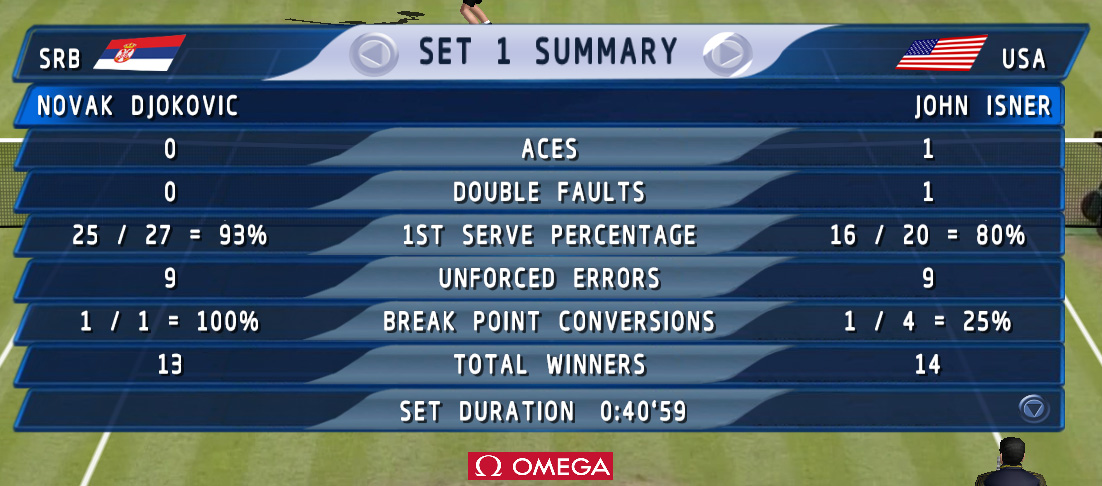 SRB SET 1 SUMMARY USA
NOVAK DJOKOVIC JOHN ISNER
0 ACES 1
0 DOUBLE FAULTS 1
25 / 27 = 93% 1ST SERVE PERCENTAGE 16 / 20 = 80%
9 UNFORCED ERRORS 9
1 / 1 = 100% BREAK POINT CONVERSIONS 1 / 4 = 25%
13 TOTAL WINNERS 14
SET DURATION 0:40'59
Ω OMEGA